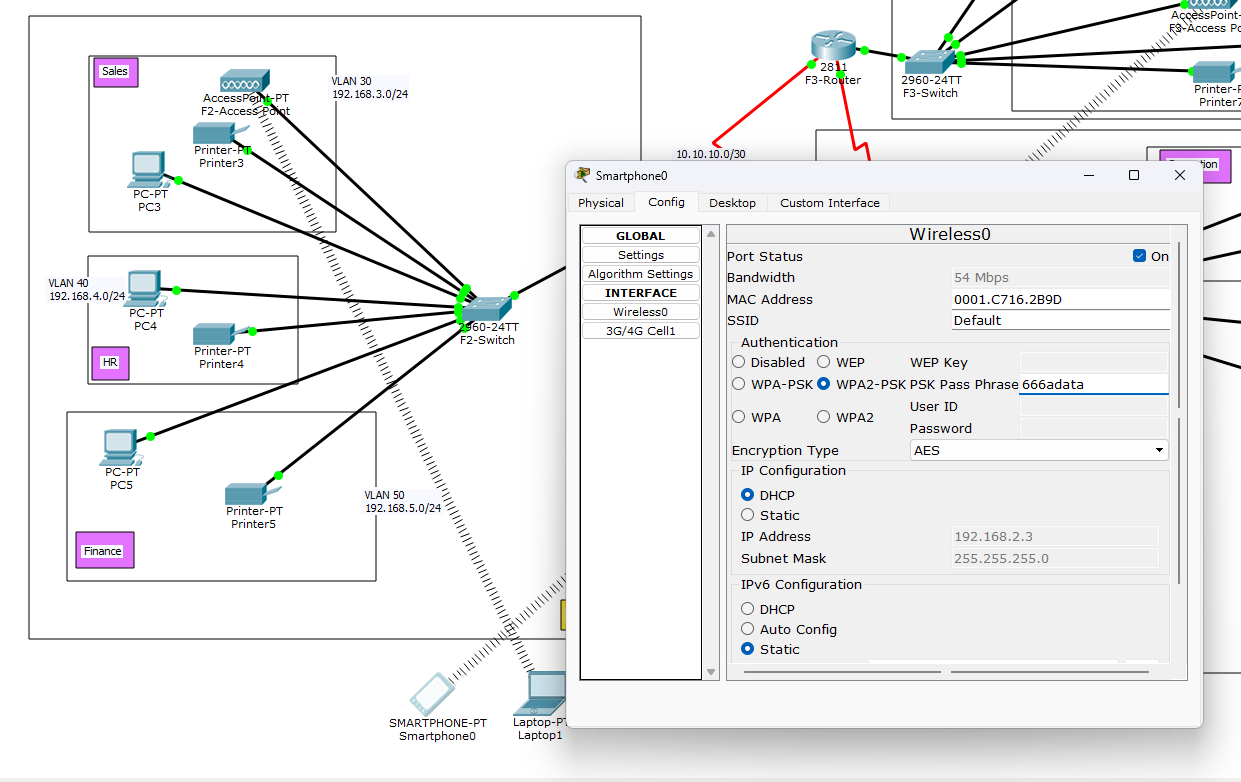 Sales
AccessPoint-PT
F2-Access Point
VLAN 30
192.168.3.0/24
Printer-PT
Printer3
PC-PT
PC3
VLAN 40
192.168.4.0/24
PC-PT
PC4
Printer-PT
Printer4
HR
2960-24TT
F2-Switch
PC-PT
PC5
Printer-PT
Printer5
VLAN 50
192.168.5.0/24
Finance
SMARTPHONE-PT
Smartphone0
Laptop-PT
Laptop1
2811
F3-Router
2960-24TT
F3-Switch
AccessPoint-
F3-Access Po
Printer-P
Printer7
10.10.10.0/30
Smartphone0
Physical
Config
Desktop
Custom Interface
GLOBAL
Settings
Algorithm Settings
INTERFACE
Wireless0
3G/4G Cell1
Wireless0
Port Status On
Bandwidth 54 Mbps
MAC Address 0001.C716.2B9D
SSID Default
Authentication
Disabled WEP WEP Key
WPA-PSK WPA2-PSK PSK Pass Phrase 666adata
User ID
WPA WPA2
Password
Encryption Type AES
IP Configuration
DHCP
Static
IP Address 192.168.2.3
Subnet Mask 255.255.255.0
IPv6 Configuration
DHCP
Auto Config
Static